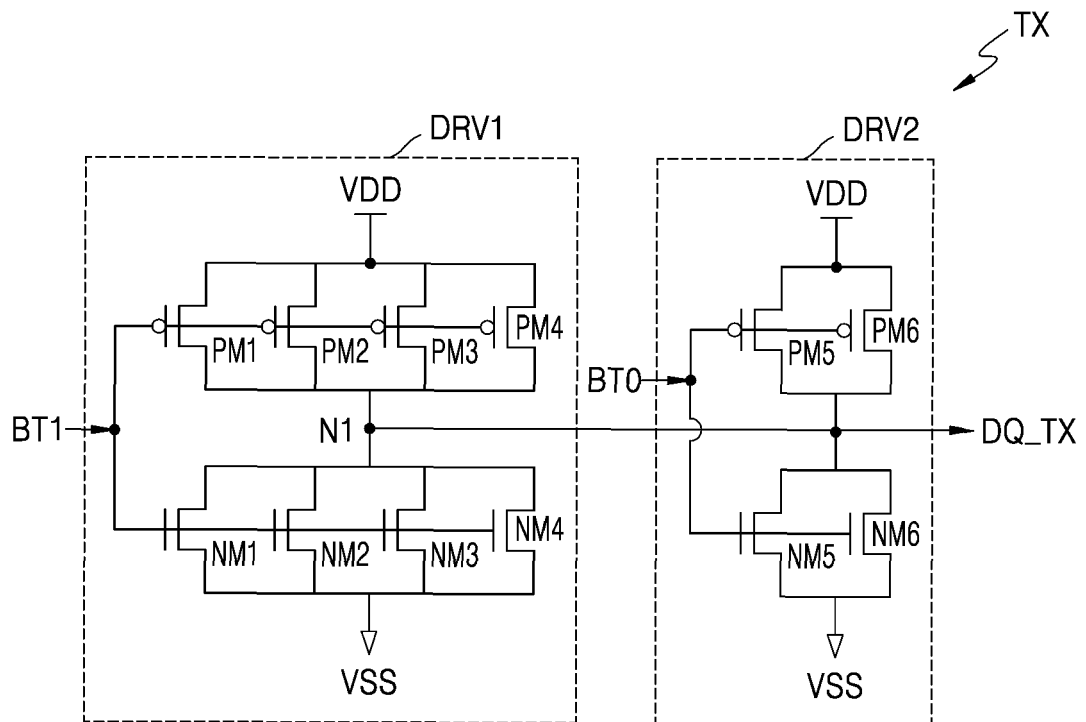 TX
DRV1
DRV2
VDD
VDD
PM1
PM2
PM3
PM4
PM5
PM6
BT0
BT1
N1
DQ_TX
NM1
NM2
NM3
NM4
NM5
NM6
VSS
VSS